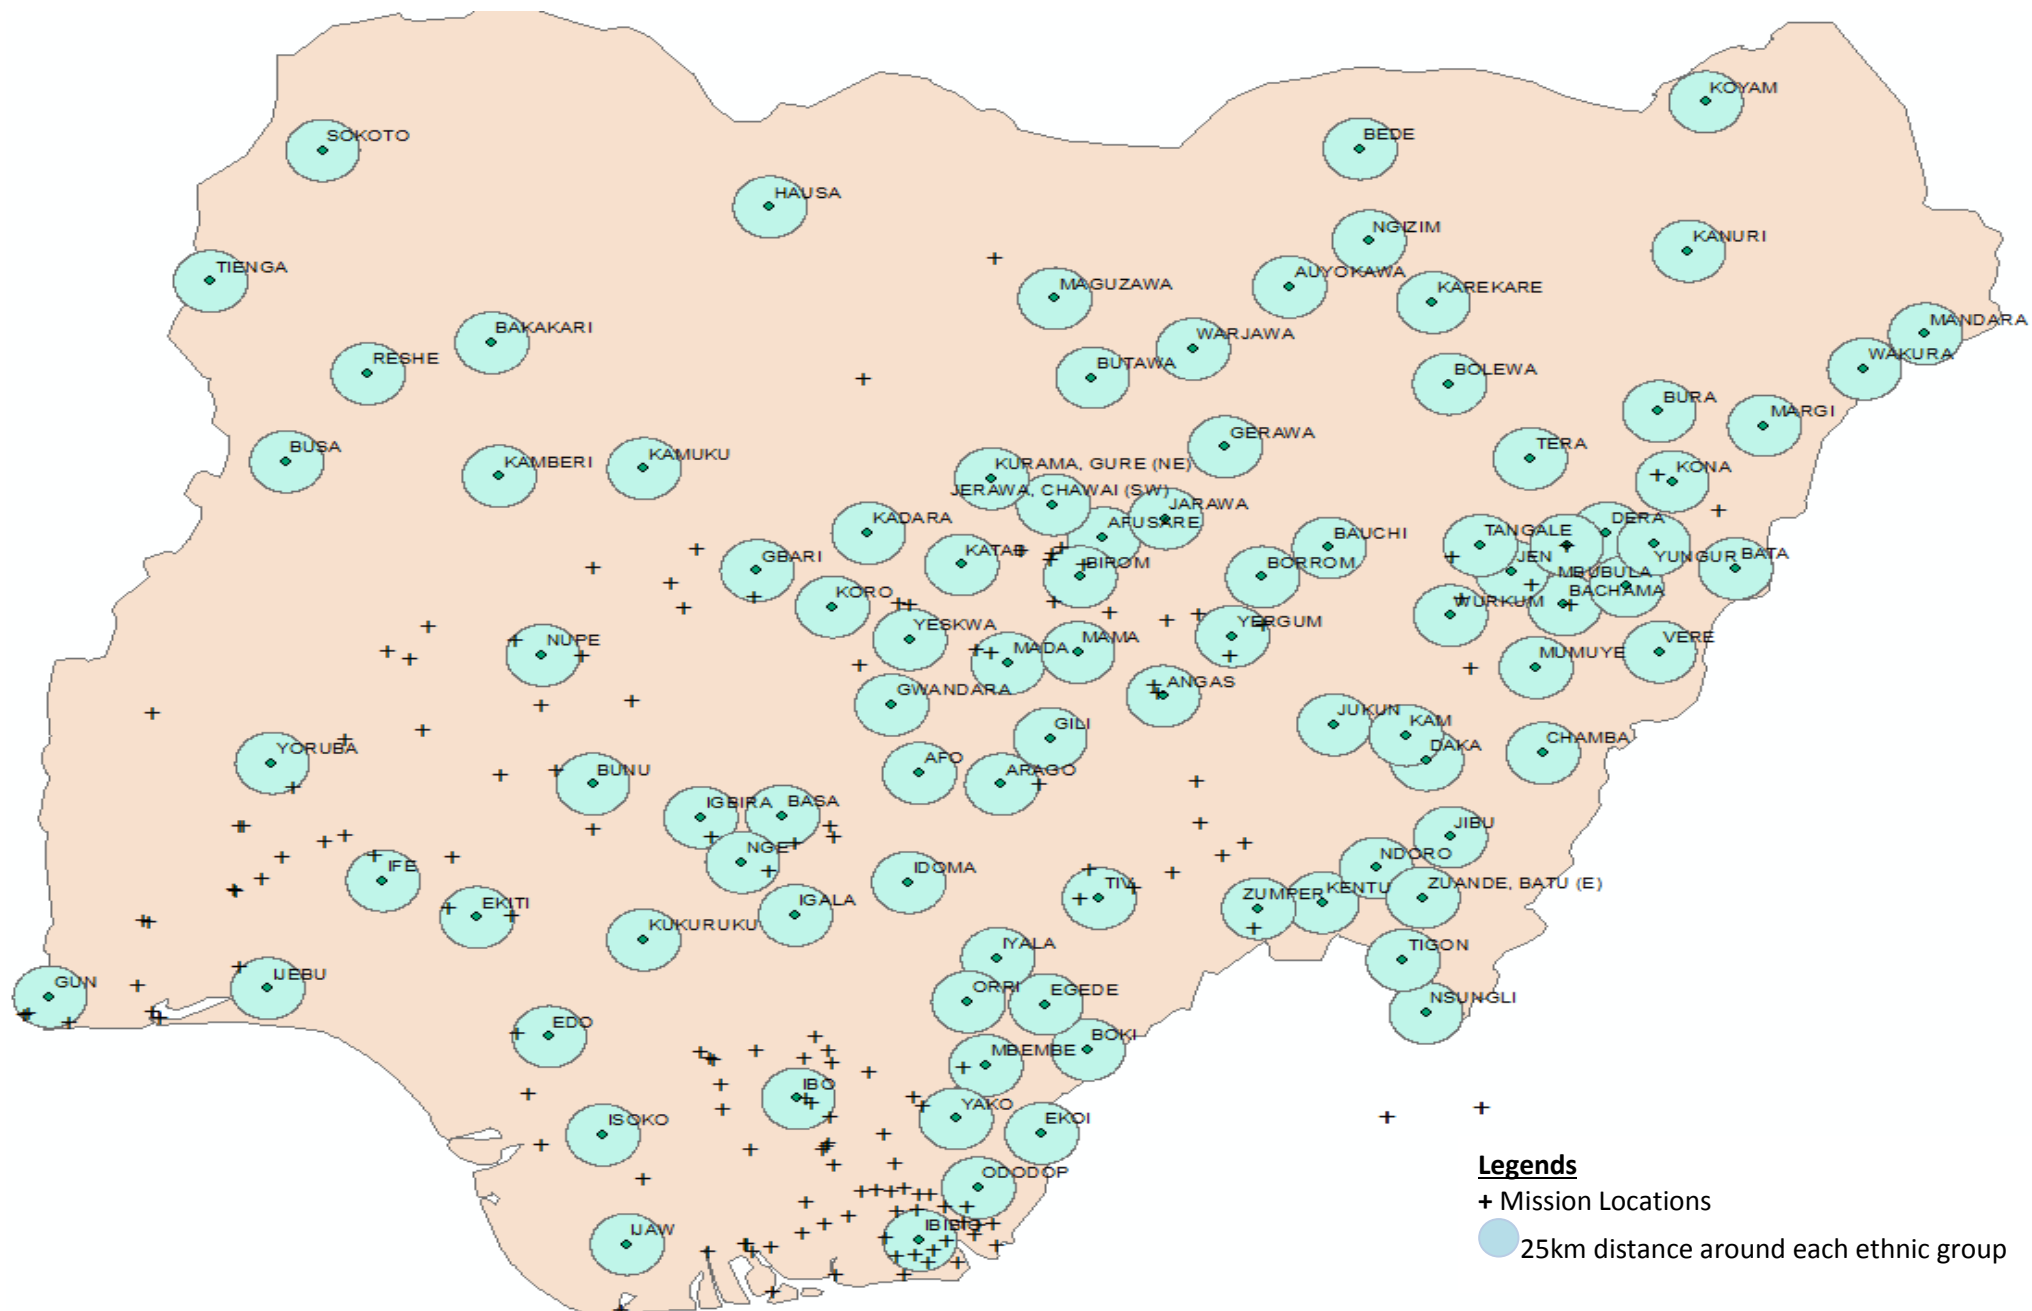 KOYAM
SOKOTO
BEDE
HAUSA
NGIZIM
KANURI
TIENGA
AUYOKAWA
MAGUZAWA
KAREKARE
MANDARA
BAKAKARI
WARJAWA
RESHE
WAKURA
BUTAWA
BOLEWA
BURA
MARGI
GERAWA
BUSA
TERA
KAMUKU
KAMBERI
KURAMA, GURE (NE)
KONA
JERAWA, CHAWAI (SW)
JARAWA
KADARA
AFUSARE
DERA
TANGALE
BAUCHI
GBARI
KATAB
YUNGUR
BATA
BIROM
BORROM
JEN
BACHAMA
KORO
WURKUM
YESKWA
YERGUM
NUPE
MAMA
MADA
VERE
MUMUYE
ANGAS
GWANDARA
JUKUN
GILI
KAM
DAKA
CHAMBA
YORUBA
AFO
ARAGO
BUNU
IGBIRA
BASA
JIBU
NGE
NDORO
IFE
IDOMA
TIV
ZUMPER
KENTU
ZUANDE, BATU (E)
EKITI
IGALA
KUKURUKU
IYALA
TIGON
GUN
IJEBU
ORRI
EGEDE
NSUNGLI
EDO
BOKI
MBEMBE
IBO
YAKO
EKOI
ISOKO
ODODOP
IBIBIO
IJAW
Legends
+ Mission Locations
25km distance around each ethnic group